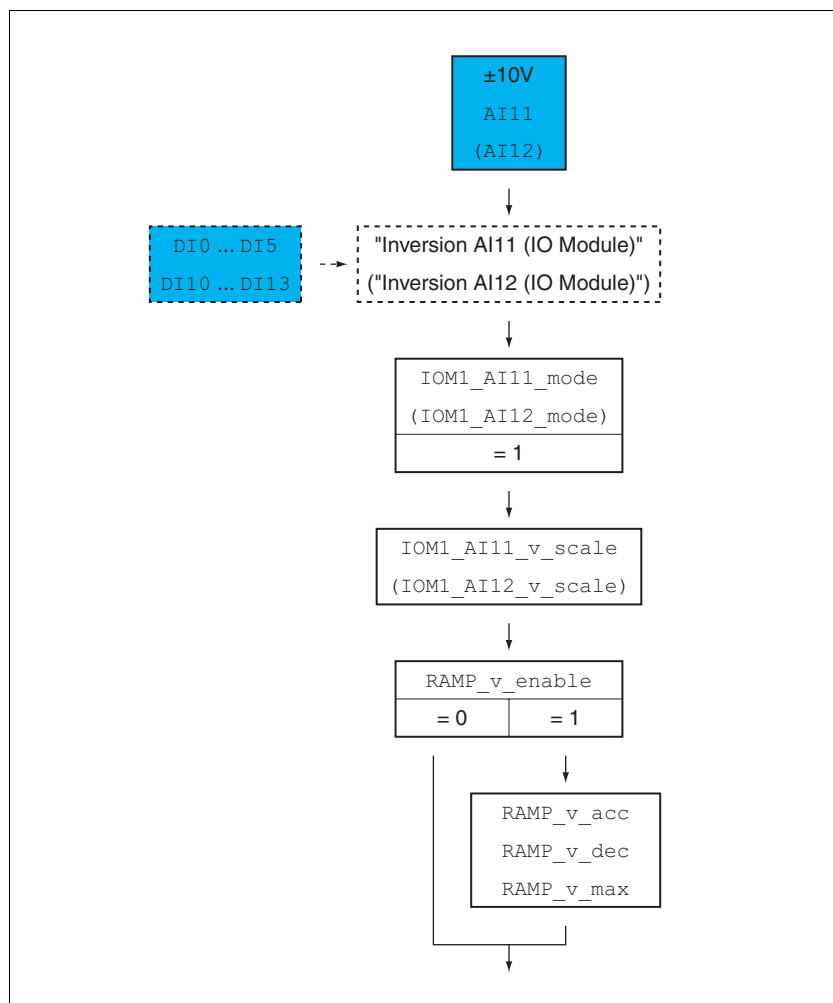 ±10V
AI11
(AI12)
DI0 ... DI5
DI10 ... DI13
"Inversion AI11 (IO Module)"
("Inversion AI12 (IO Module)")
IOM1_AI11_mode
(IOM1_AI12_mode)
= 1
IOM1_AI11_v_scale
(IOM1_AI12_v_scale)
RAMP_v_enable
= 0 = 1
RAMP_v_acc
RAMP_v_dec
RAMP_v_max